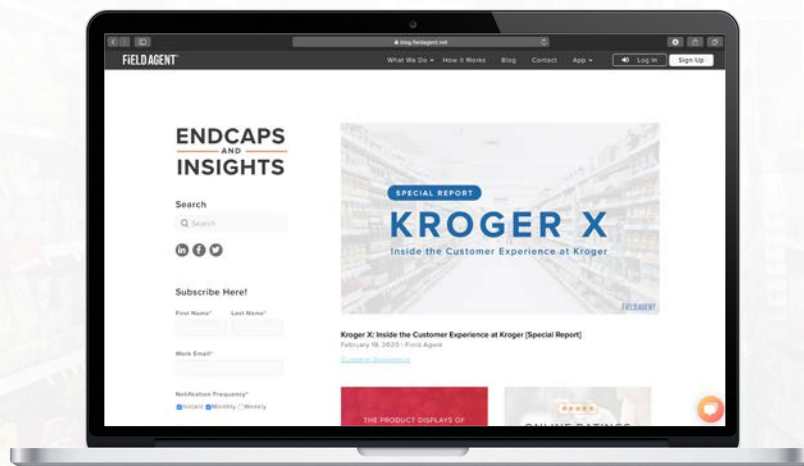 blog.fieldagent.net
FiELD AGENT
What We Do
How it Works
Blog
Contact
App
Log in
Sign Up
ENDCAPS
AND
INSIGHTS
Search
Search
Subscribe Here!
First Name*
Last Name*
Work Email*
Notification Frequency*
Instant
Monthly
Weekly
SPECIAL REPORT
KROGER X
Inside the Customer Experience at Kroger
FiELD AGENT
Kroger X: Inside the Customer Experience at Kroger [Special Report]
February 19, 2020 | Field Agent
Customer Experience
THE PRODUCT DISPLAYS OF
ONLINE RATINGS